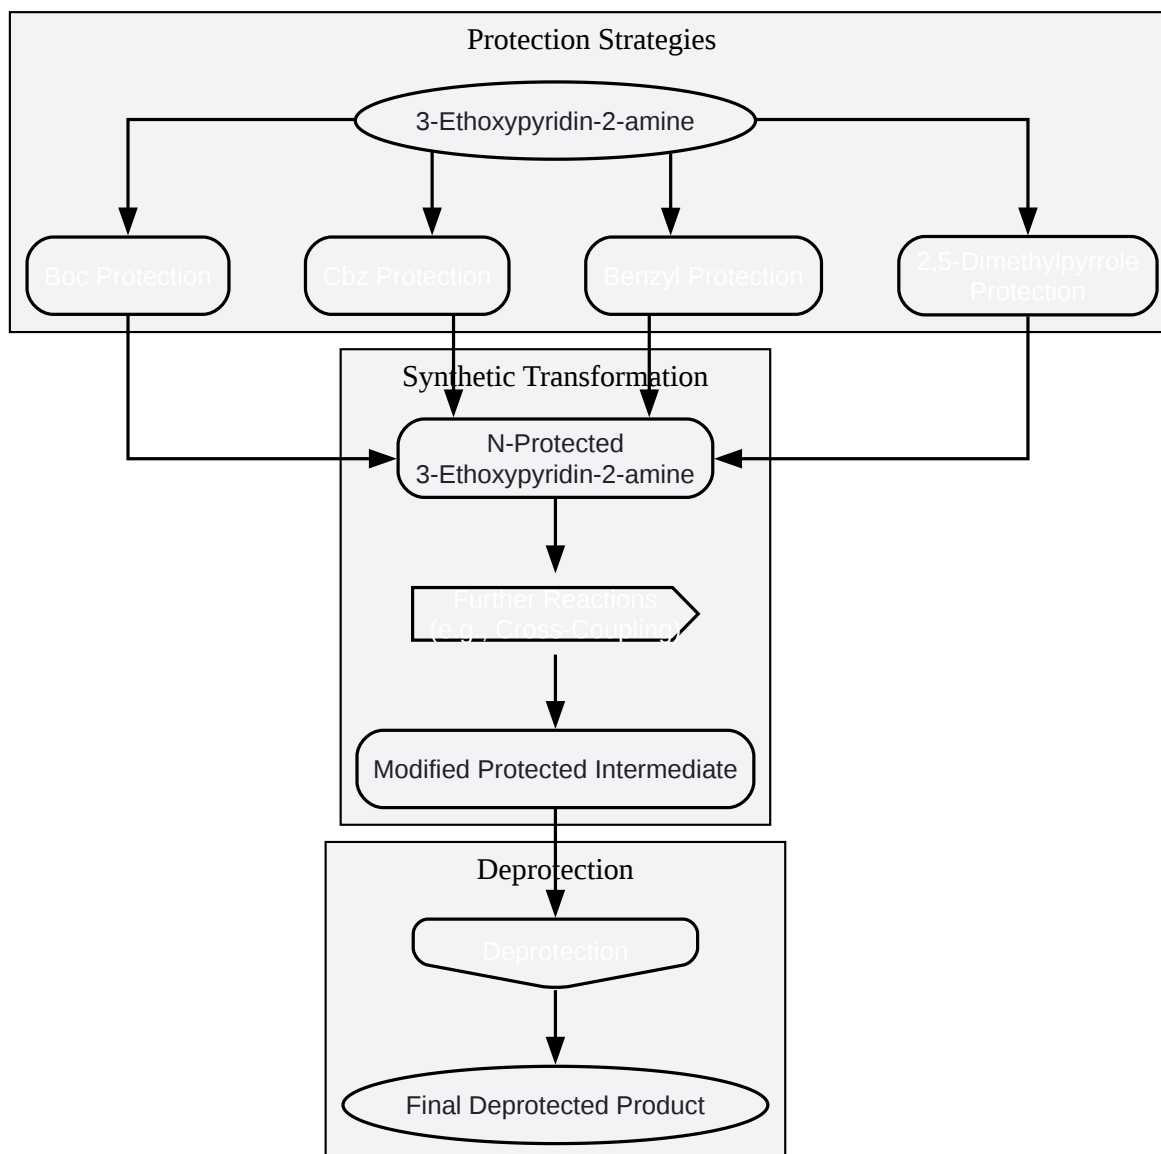 Protection Strategies
3-Ethoxypyridin-2-amine
Boc Protection
Cbz Protection
Benzyl Protection
2,5-Dimethylpyrrole
Protection
Synthetic Transformation
N-Protected
3-Ethoxypyridin-2-amine
Further Reactions
(e.g., Cross-Coupling)
Modified Protected Intermediate
Deprotection
Deprotection
Final Deprotected Product